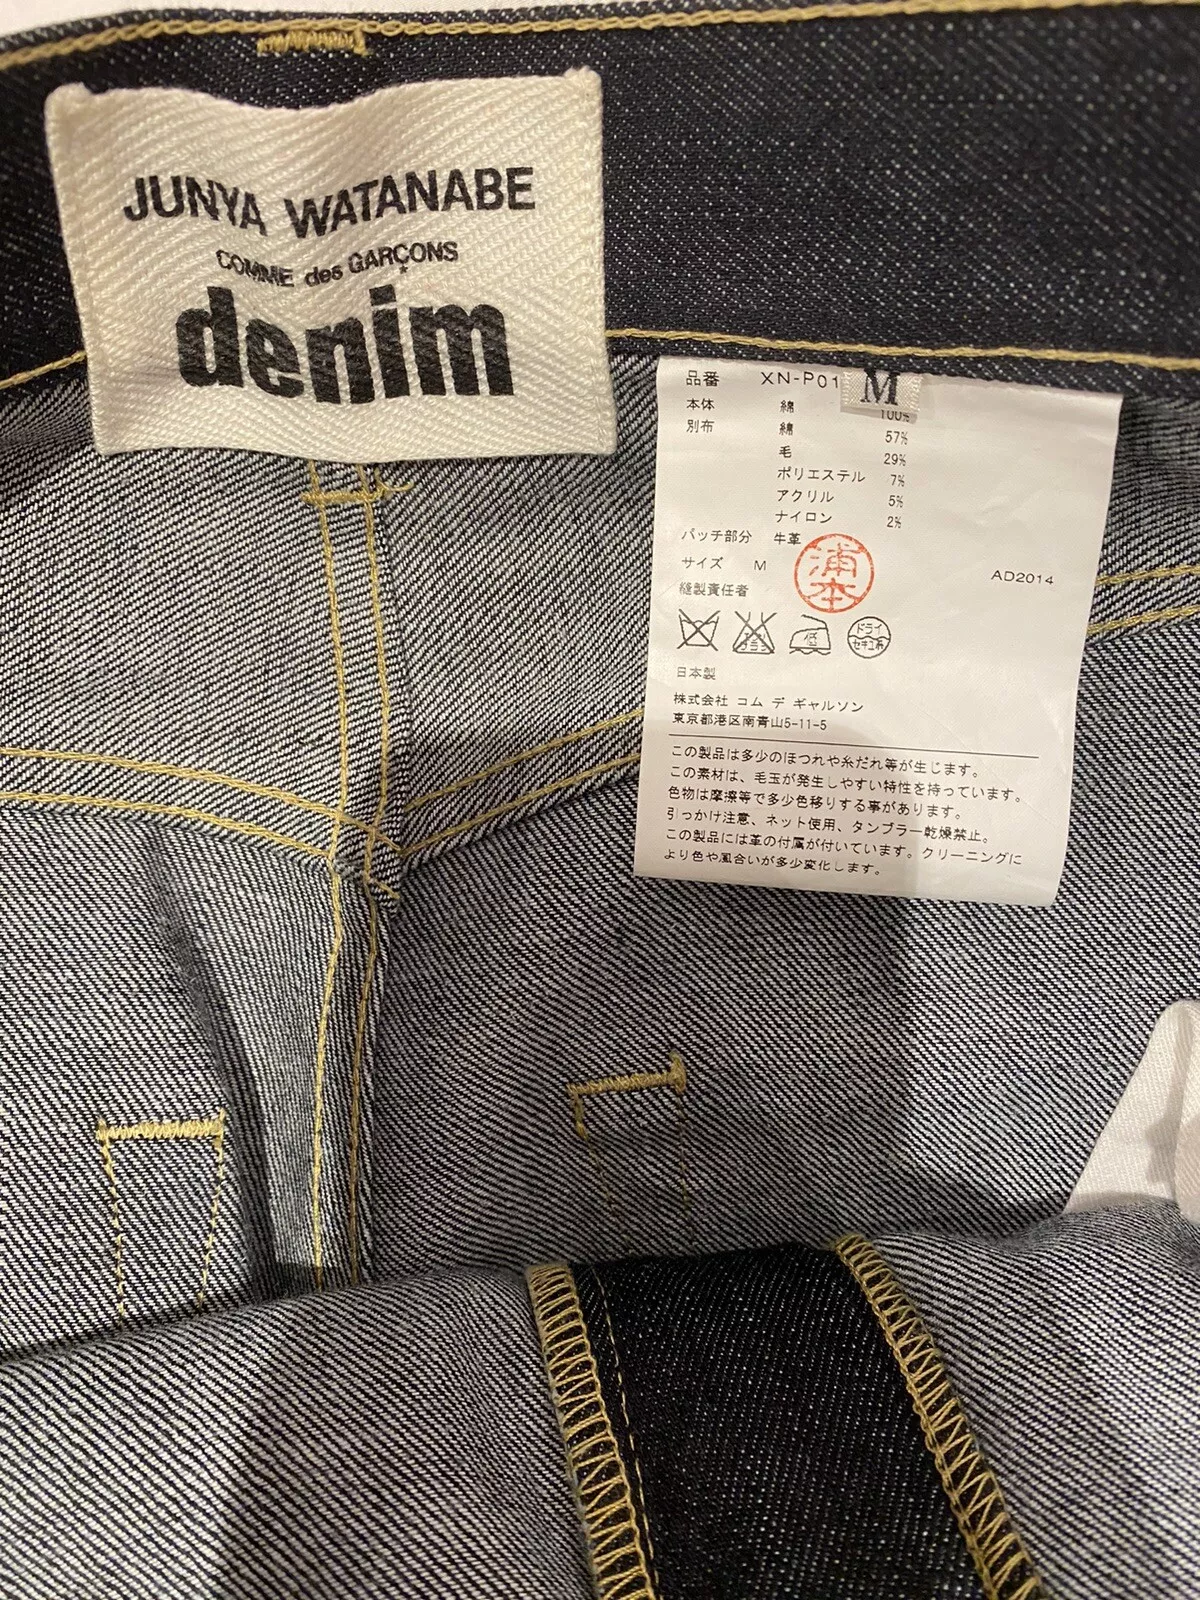 JUNYA WATANABE
COMME des GARÇONS
denim
品番 XN-P01
M
本体 綿 100%
別布 綿 57%
毛 29%
ポリエステル 7%
アクリル 5%
ナイロン 2%
パッチ部分 牛革
サイズ M
AD2014
縫製責任者
浦本
低
ドライ
セキユ系
日本製
株式会社 コム デ ギャルソン
東京都港区南青山5-11-5
この製品は多少のほつれや糸だれ等が生じます。
この素材は、毛玉が発生しやすい特性を持っています。
色物は摩擦等で多少色移りする事があります。
引っかけ注意、ネット使用、タンブラー乾燥禁止。
この製品には革の付属が付いています。クリーニングに
より色や風合いが多少変化します。